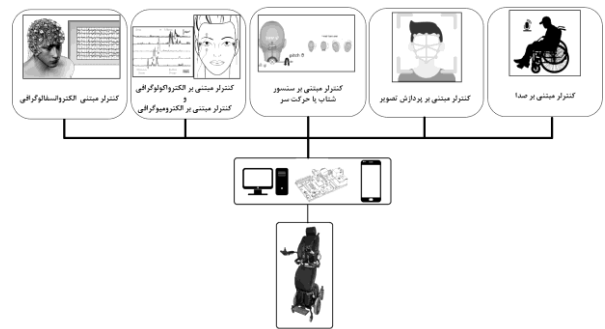 کنترلر مبتنی بر صدا
کنترلر مبتنی بر پردازش تصویر
کنترلر مبتنی بر سنسور
شتاب یا حرکت سر
کنترلر مبتنی بر الکترواکولوگرافی
و
کنترلر مبتنی بر الکترومیوگرافی
کنترلر مبتنی الکتروانسفالوگرافی
pitch